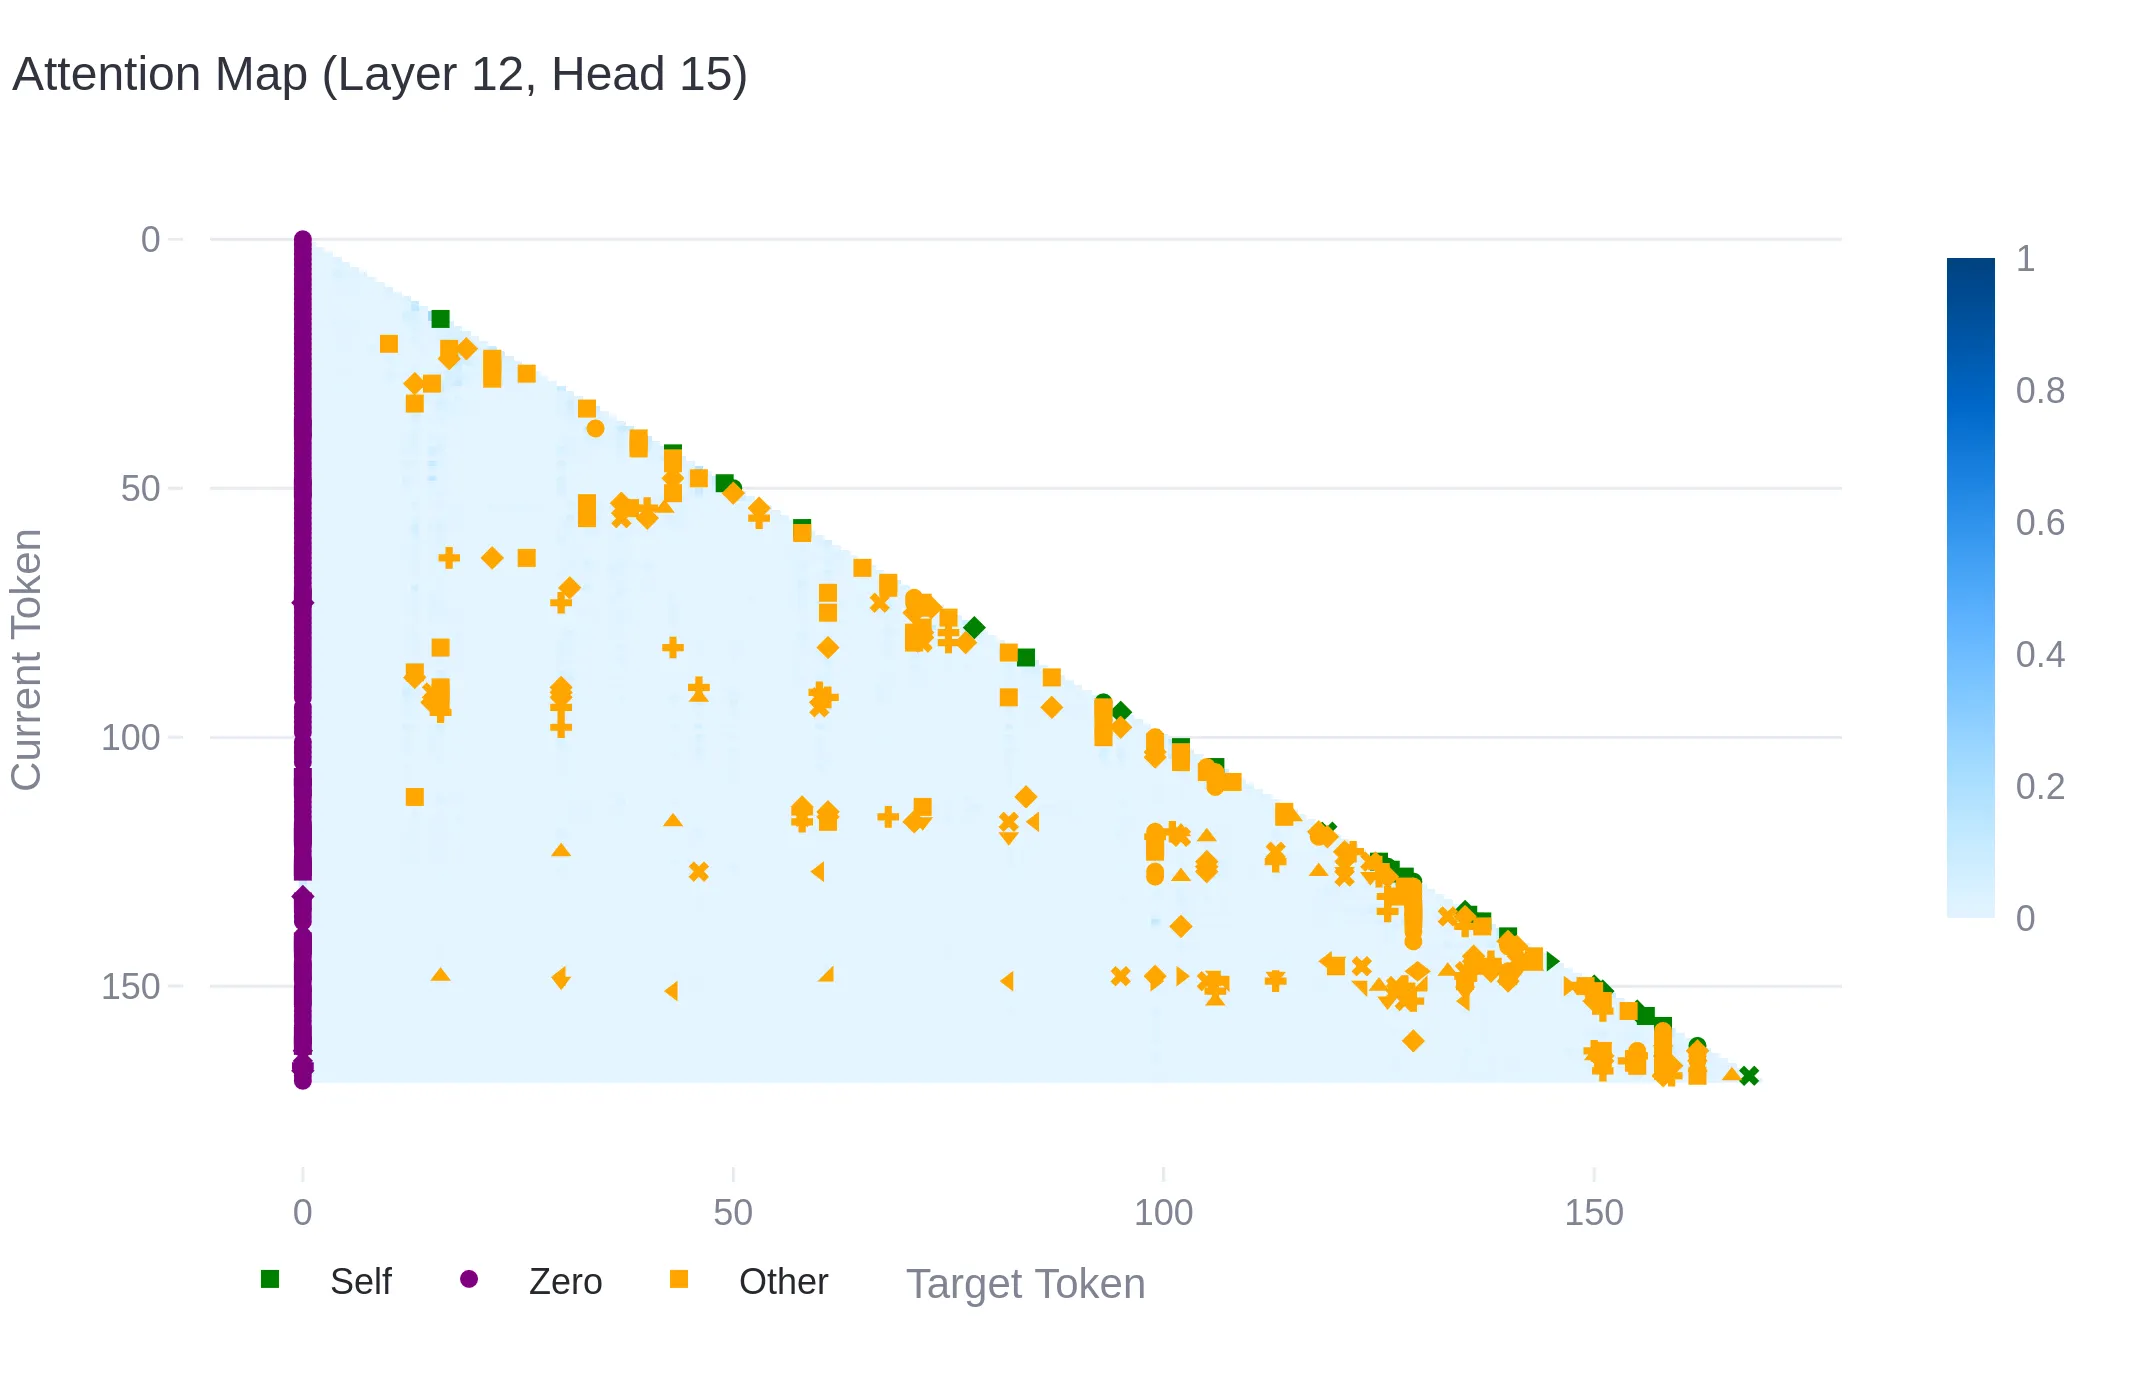 Attention Map (Layer 12, Head 15)
0
50
100
150
Current Token
0
50
100
150
Target Token
Self
Zero
Other
1
0.8
0.6
0.4
0.2
0